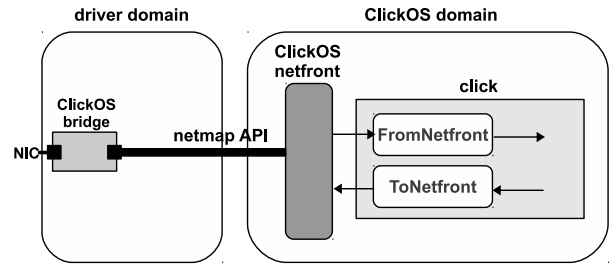 driver domain
ClickOS domain
ClickOS
bridge
NIC
netmap API
ClickOS
netfront
click
FromNetfront
ToNetfront